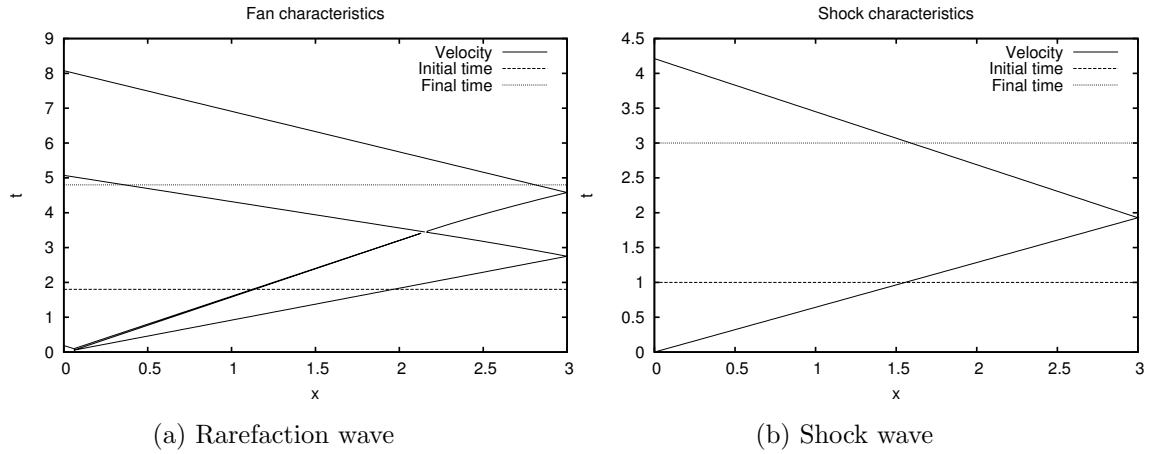 Fan characteristics
9
8
7
6
5
4
3
2
1
0
0 0.5 1 1.5 2 2.5 3
t
x
Velocity
Initial time
Final time
(a) Rarefaction wave
Shock characteristics
4.5
4
3.5
3
2.5
2
1.5
1
0.5
0
0 0.5 1 1.5 2 2.5 3
t
x
Velocity
Initial time
Final time
(b) Shock wave